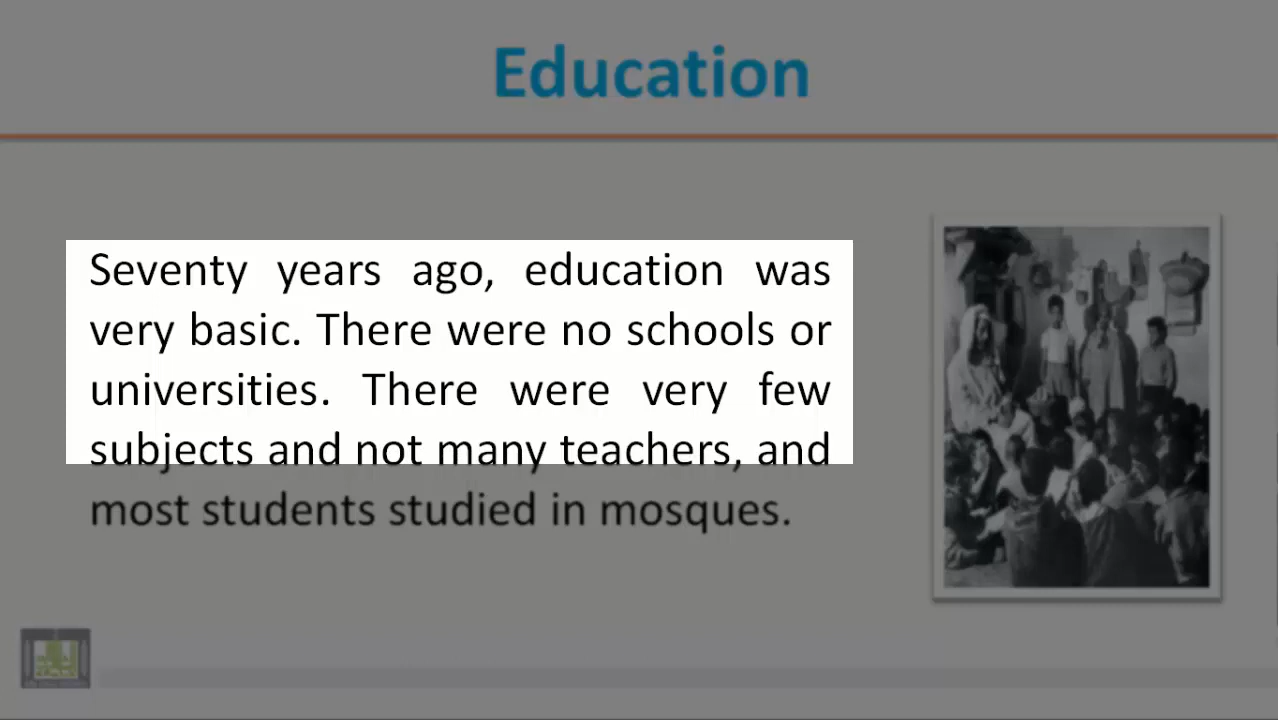 Education
Seventy years ago, education was
very basic. There were no schools or
universities. There were very few
subjects and not many teachers, and
most students studied in mosques.